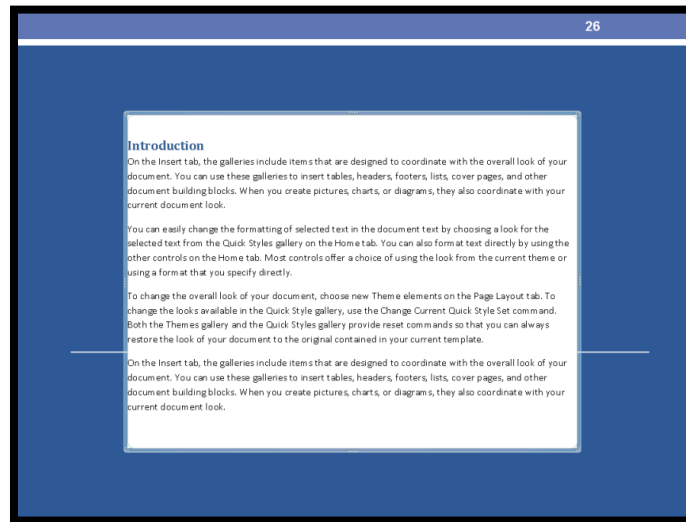 26
Introduction
On the Insert tab, the galleries include items that are designed to coordinate with the overall look of your
document. You can use these galleries to insert tables, headers, footers, lists, cover pages, and other
document building blocks. When you create pictures, charts, or diagrams, they also coordinate with your
current document look.
You can easily change the formatting of selected text in the document text by choosing a look for the
selected text from the Quick Styles gallery on the Home tab. You can also format text directly by using the
other controls on the Home tab. Most controls offer a choice of using the look from the current theme or
using a format that you specify directly.
To change the overall look of your document, choose new Theme elements on the Page Layout tab. To
change the looks available in the Quick Style gallery, use the Change Current Quick Style Set command.
Both the Themes gallery and the Quick Styles gallery provide reset commands so that you can always
restore the look of your document to the original contained in your current template.
On the Insert tab, the galleries include items that are designed to coordinate with the overall look of your
document. You can use these galleries to insert tables, headers, footers, lists, cover pages, and other
document building blocks. When you create pictures, charts, or diagrams, they also coordinate with your
current document look.